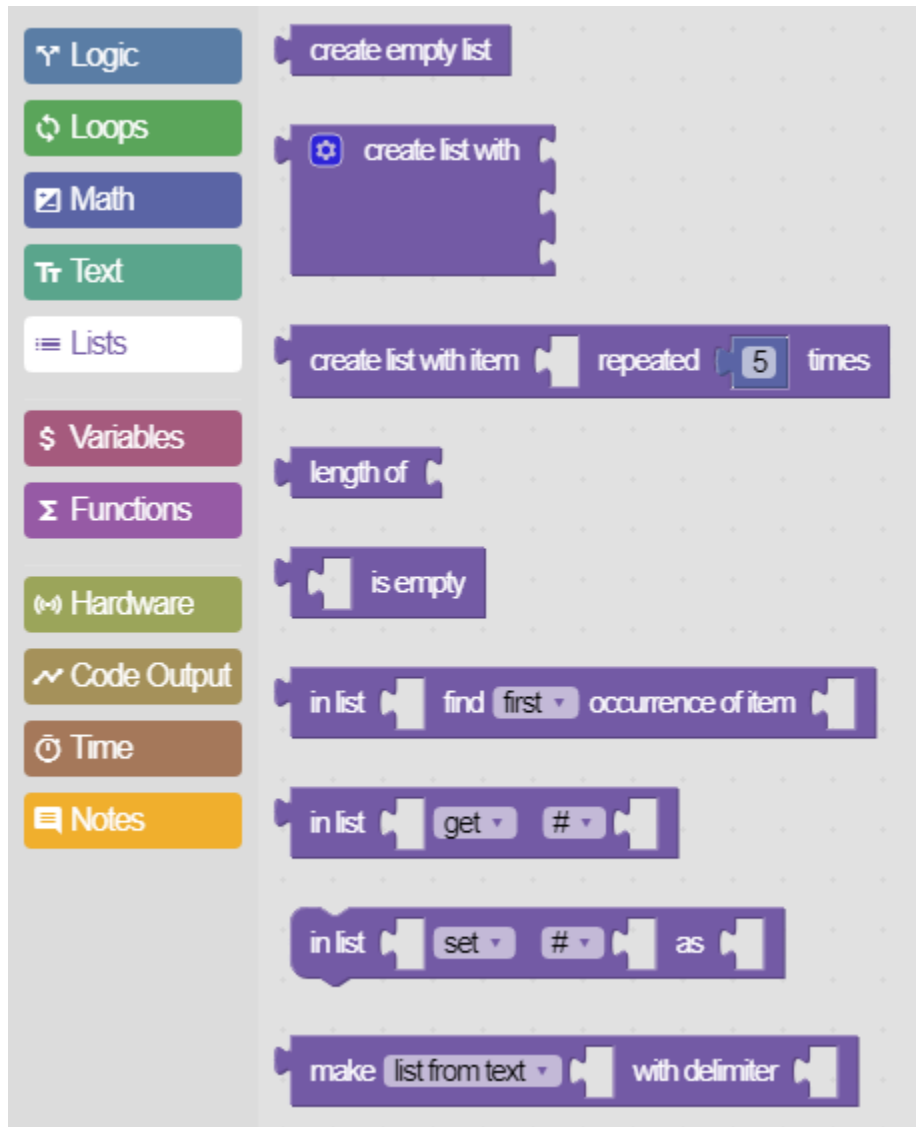 Logic
Loops
Math
Text
Lists
Variables
Functions
Hardware
Code Output
Time
Notes
create empty list
create list with
create list with item repeated 5 times
length of
is empty
in list find first occurrence of item
in list get #
in list set # as
make list from text with delimiter